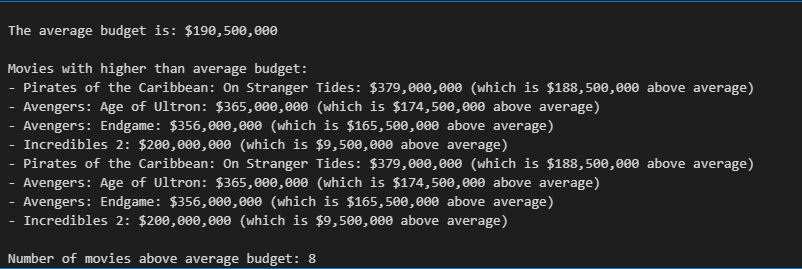 The average budget is: $190,500,000
Movies with higher than average budget:
- Pirates of the Caribbean: On Stranger Tides: $379,000,000 (which is $188,500,000 above average)
- Avengers: Age of Ultron: $365,000,000 (which is $174,500,000 above average)
- Avengers: Endgame: $356,000,000 (which is $165,500,000 above average)
- Incredibles 2: $200,000,000 (which is $9,500,000 above average)
- Pirates of the Caribbean: On Stranger Tides: $379,000,000 (which is $188,500,000 above average)
- Avengers: Age of Ultron: $365,000,000 (which is $174,500,000 above average)
- Avengers: Endgame: $356,000,000 (which is $165,500,000 above average)
- Incredibles 2: $200,000,000 (which is $9,500,000 above average)
Number of movies above average budget: 8